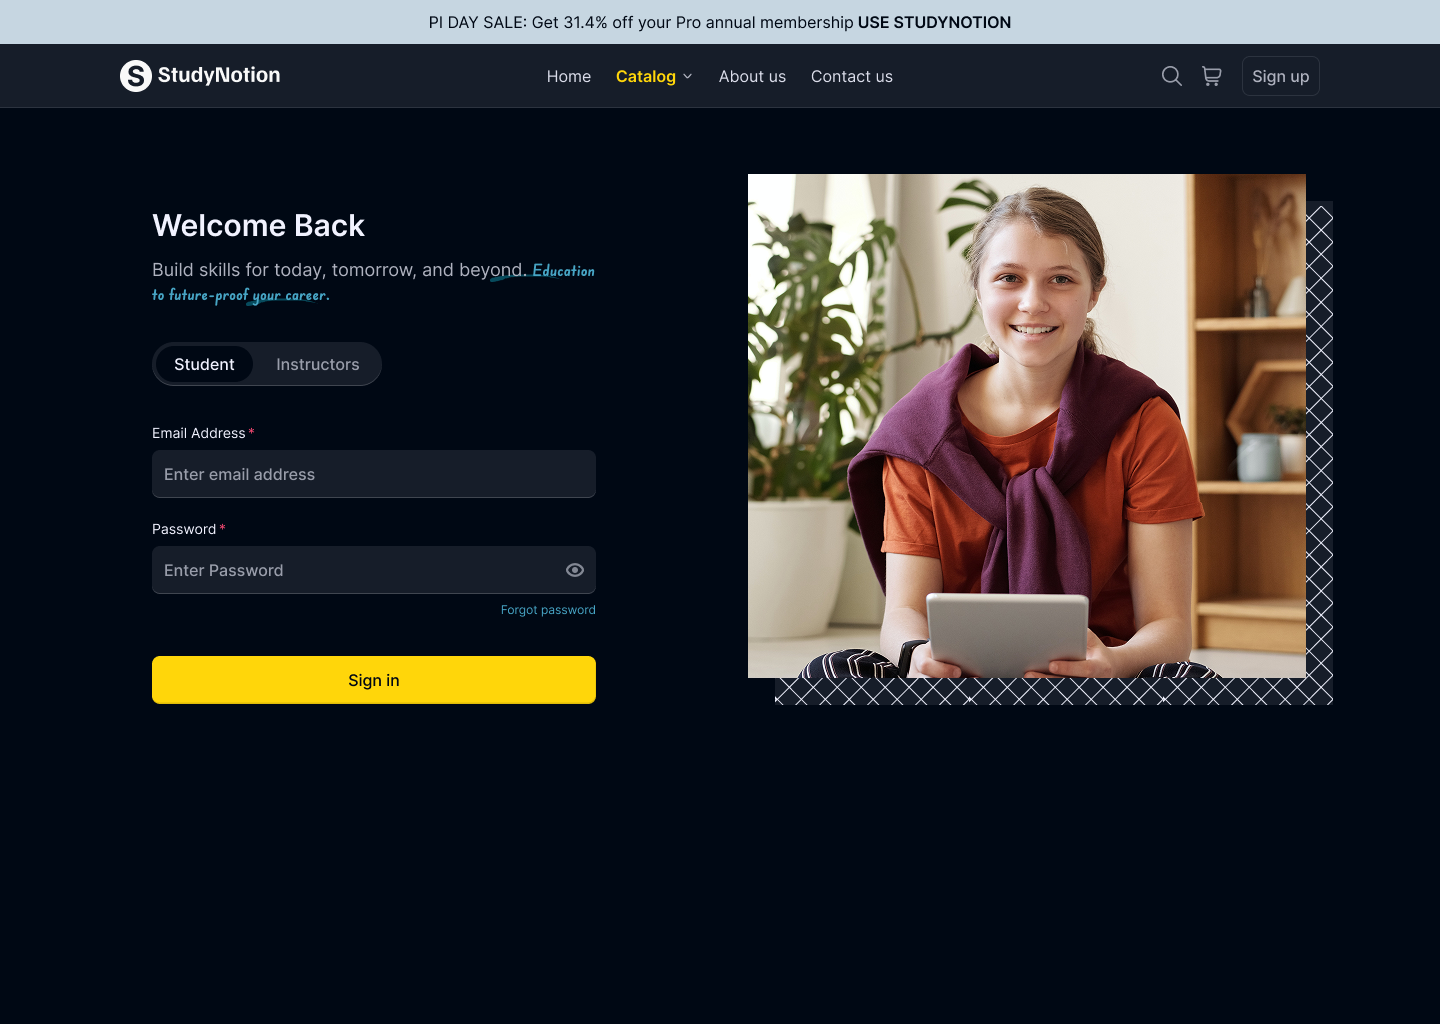 PI DAY SALE: Get 31.4% off your Pro annual membership USE STUDYNOTION
S StudyNotion
Home Catalog About us Contact us
Sign up
Welcome Back
Build skills for today, tomorrow, and beyond. Education
to future-proof your career.
Student Instructors
Email Address *
Enter email address
Password *
Enter Password
Forgot password
Sign in